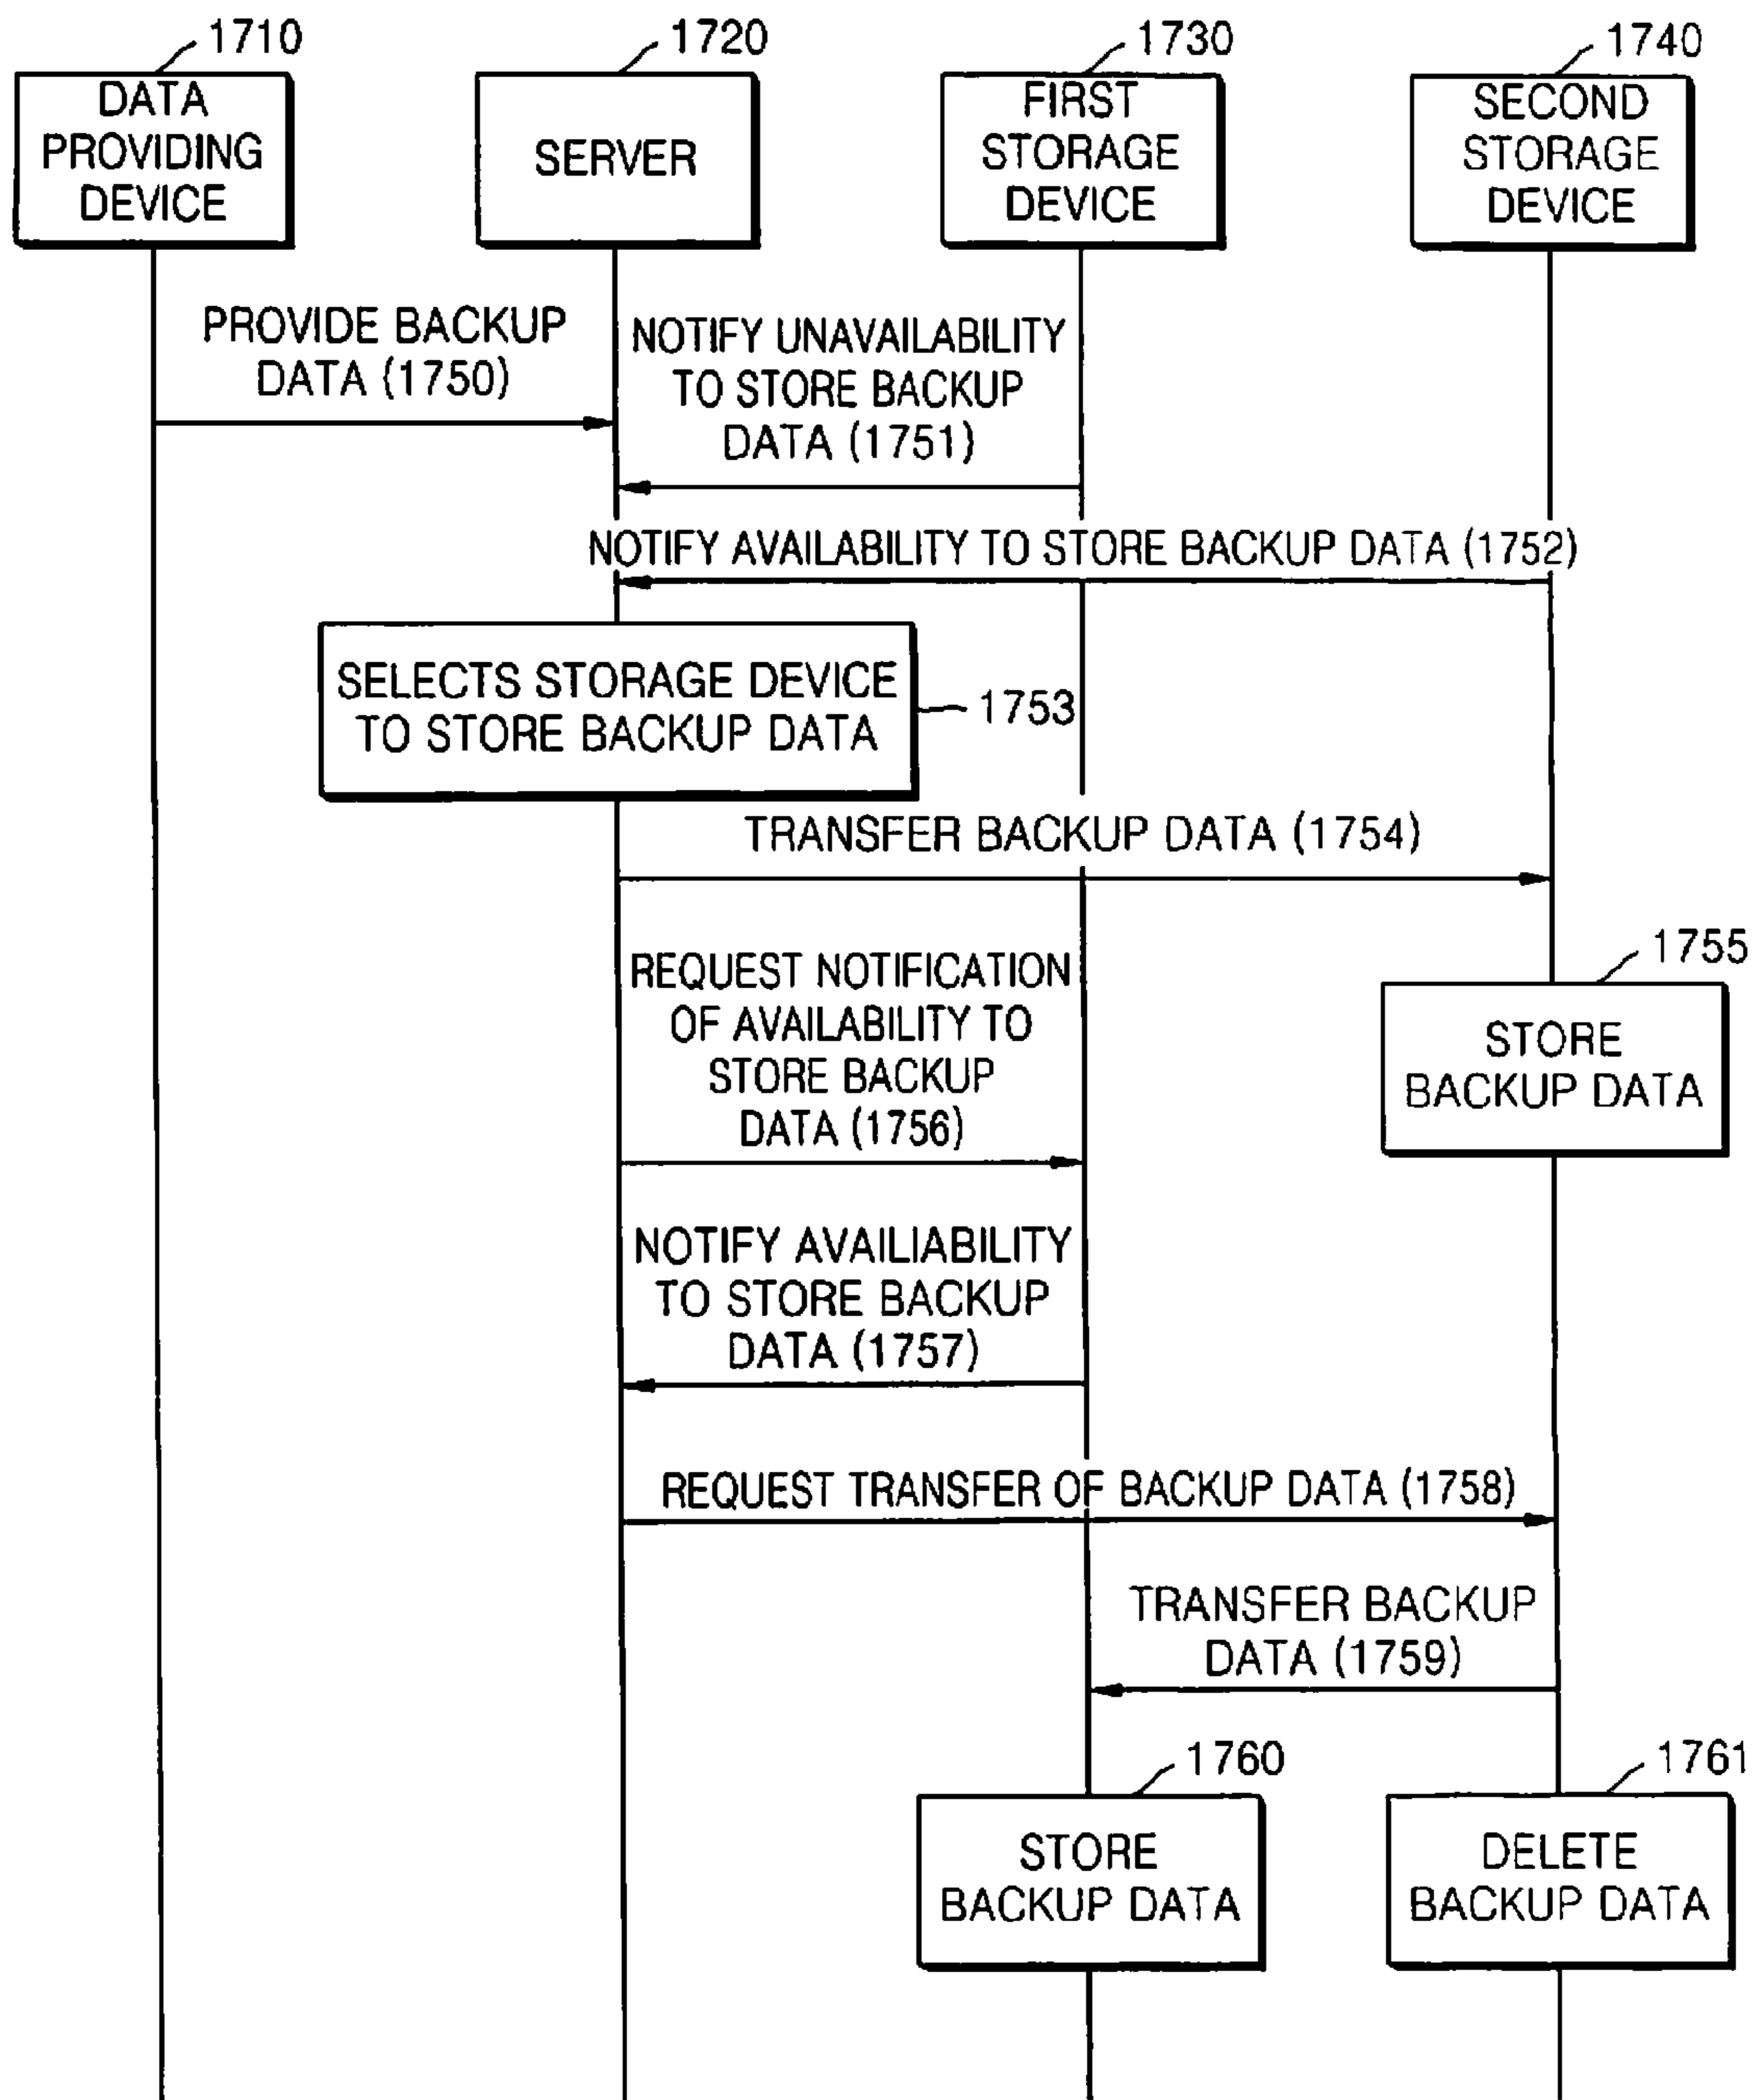 1710
1720
1730
1740
DATA
PROVIDING
DEVICE
SERVER
FIRST
STORAGE
DEVICE
SECOND
STORAGE
DEVICE
PROVIDE BACKUP
DATA (1750)
NOTIFY UNAVAILABILITY
TO STORE BACKUP
DATA (1751)
NOTIFY AVAILABILITY TO STORE BACKUP DATA (1752)
SELECTS STORAGE DEVICE
TO STORE BACKUP DATA
1753
TRANSFER BACKUP DATA (1754)
REQUEST NOTIFICATION
OF AVAILABILITY TO
STORE BACKUP
DATA (1756)
1755
STORE
BACKUP DATA
NOTIFY AVAILIABILITY
TO STORE BACKUP
DATA (1757)
REQUEST TRANSFER OF BACKUP DATA (1758)
TRANSFER BACKUP
DATA (1759)
1760
STORE
BACKUP DATA
1761
DELETE
BACKUP DATA